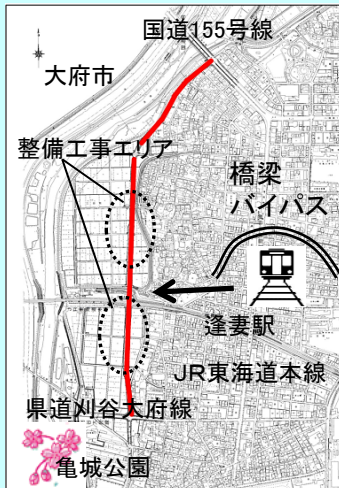 国道155号線
大府市
整備工事エリア
橋梁
バイパス
逢妻駅
JR東海道本線
県道刈谷大府線
亀城公園